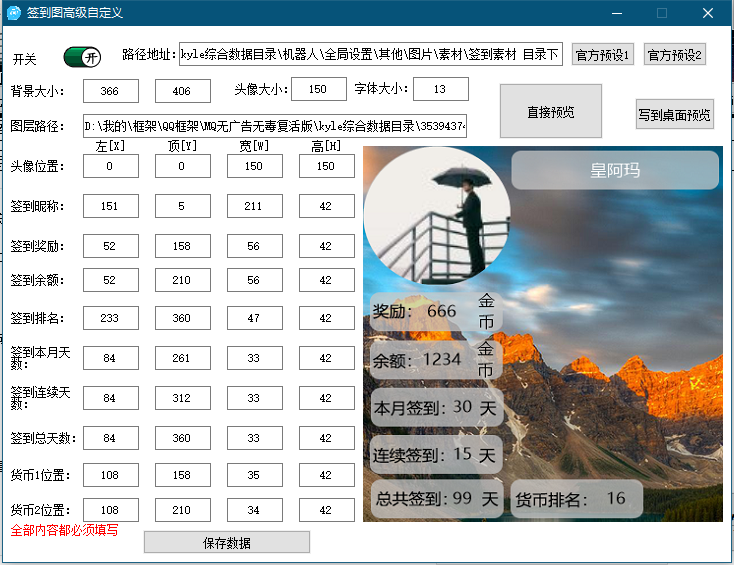 签到图高级自定义
开关 开 路径地址: kyle综合数据目录\机器人\全局设置\其他\图片\素材\签到素材 目录下 官方预设1 官方预设2
背景大小: 366 406 头像大小: 150 字体大小: 13 直接预览 写到桌面预览
图层路径: D:\我的\框架\QQ框架\MQ无广告无毒复活版\kyle综合数据目录\35394374
左[X] 顶[Y] 宽[W] 高[H]
头像位置: 0 0 150 150
签到昵称: 151 5 211 42
签到奖励: 52 158 56 42
签到余额: 52 210 56 42
签到排名: 233 360 47 42
签到本月天数: 84 261 33 42
签到连续天数: 84 312 33 42
签到总天数: 84 360 33 42
货币1位置: 108 158 35 42
货币2位置: 108 210 34 42
全部内容都必须填写
保存数据
皇阿玛
奖励: 666 金币
余额: 1234 金币
本月签到: 30 天
连续签到: 15 天
总共签到: 99 天 货币排名: 16